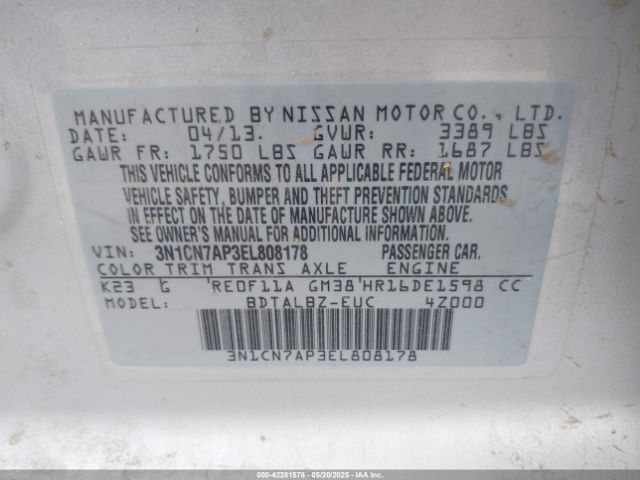 MANUFACTURED BY NISSAN MOTOR CO., LTD.
DATE: 04/13. GVWR: 3389 LBS
GAWR FR: 1750 LBS GAWR RR: 1687 LBS
THIS VEHICLE CONFORMS TO ALL APPLICABLE FEDERAL MOTOR
VEHICLE SAFETY, BUMPER AND THEFT PREVENTION STANDARDS
IN EFFECT ON THE DATE OF MANUFACTURE SHOWN ABOVE.
SEE OWNER'S MANUAL FOR ADDITIONAL INFORMATION.
VIN: 3N1CN7AP3EL808178 PASSENGER CAR.
COLOR TRIM TRANS AXLE ENGINE
K23 G 'RE0F11A GM38'HR16DE1598 CC
MODEL: BDTALBZ-EUC 4Z000
3N1CN7AP3EL808178
000-42281578 - 05/20/2025 - COPYRIGHT IAA, LLC